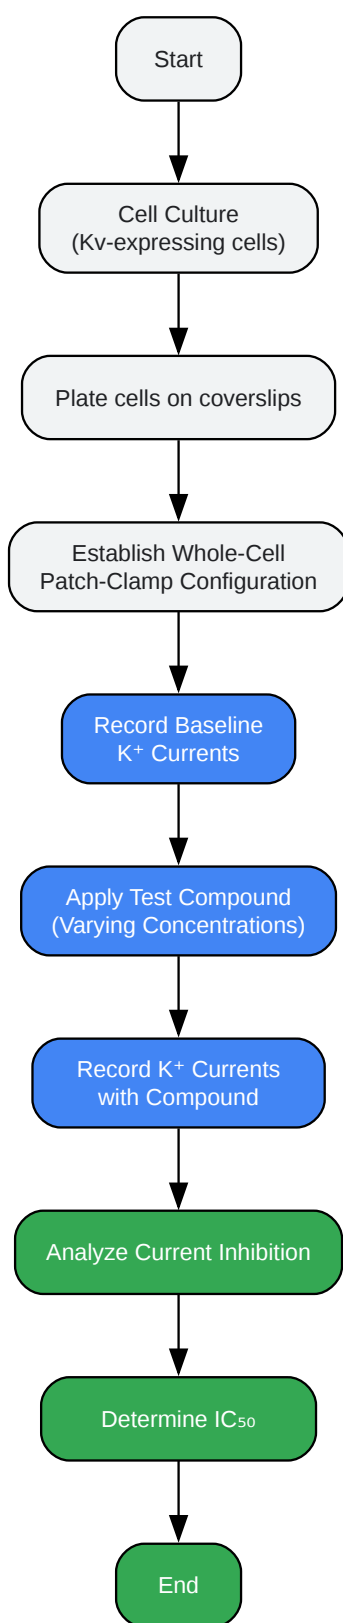 Start
Cell Culture
(Kv-expressing cells)
Plate cells on coverslips
Establish Whole-Cell
Patch-Clamp Configuration
Record Baseline
K⁺ Currents
Apply Test Compound
(Varying Concentrations)
Record K⁺ Currents
with Compound
Analyze Current Inhibition
Determine IC₅₀
End